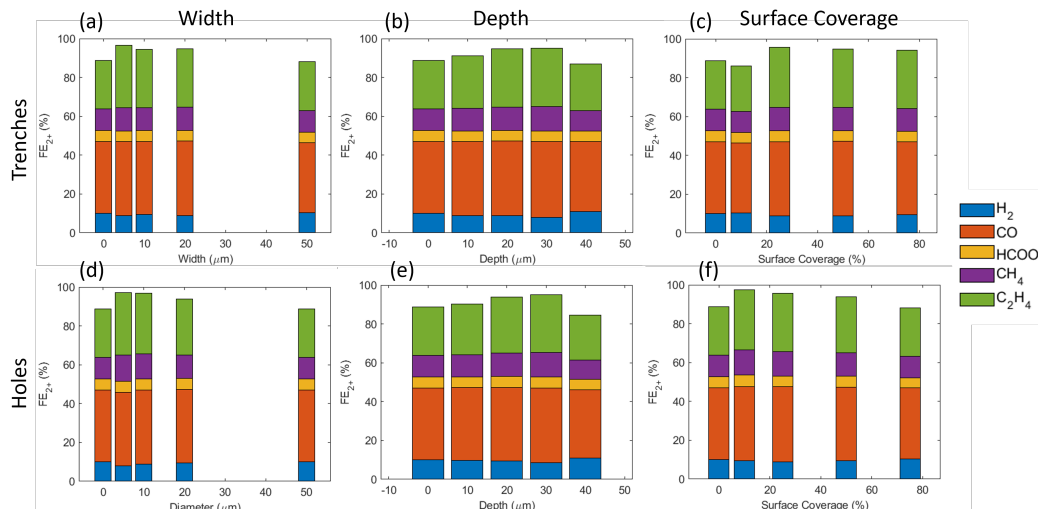 (a) Width
(b) Depth
(c) Surface Coverage
Trenches
FE2+ (%)
100
80
60
40
20
0
0 10 20 30 40 50
Width (μm)
FE2+ (%)
100
80
60
40
20
0
-10 0 10 20 30 40 50
Depth (μm)
FE2+ (%)
100
80
60
40
20
0
0 20 40 60 80
Surface Coverage (%)
H2
CO
HCOO
CH4
C2H4
Holes
(d)
FE2+ (%)
100
80
60
40
20
0
0 10 20 30 40 50
Diameter (μm)
(e)
FE2+ (%)
100
80
60
40
20
0
-10 0 10 20 30 40 50
Depth (μm)
(f)
FE2+ (%)
100
80
60
40
20
0
0 20 40 60 80
Surface Coverage (%)